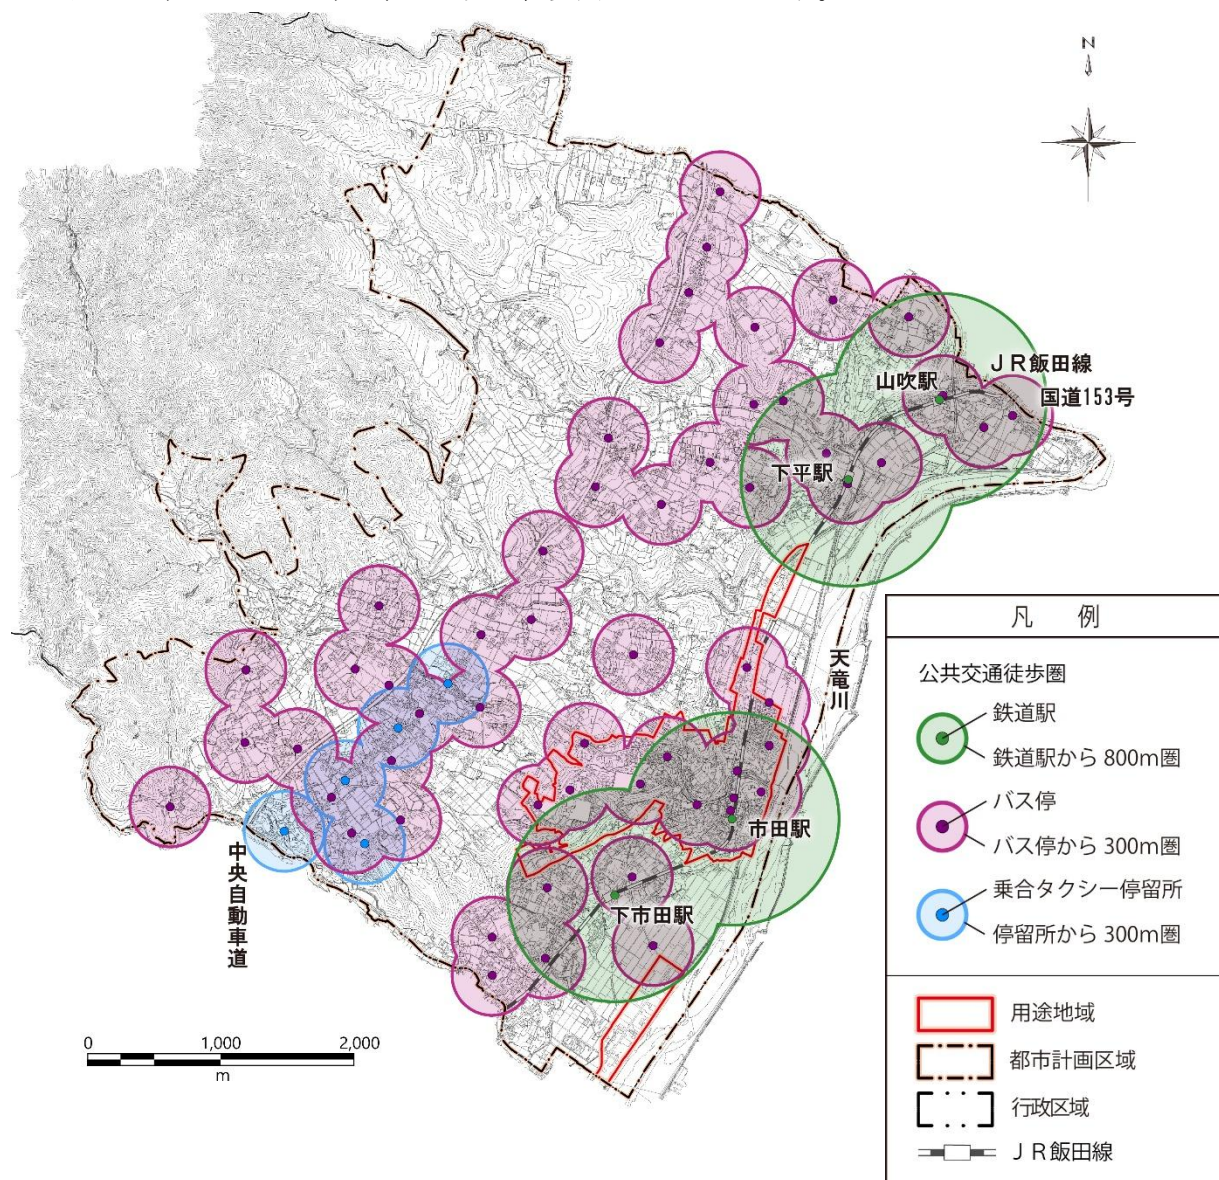 N
JR飯田線
山吹駅
国道153号
下平駅
天竜川
市田駅
下市田駅
中央自動車道
0 1,000 2,000
m
凡 例
公共交通徒歩圏
鉄道駅
鉄道駅から 800m圏
バス停
バス停から 300m圏
乗合タクシー停留所
停留所から 300m圏
用途地域
都市計画区域
行政区域
JR飯田線